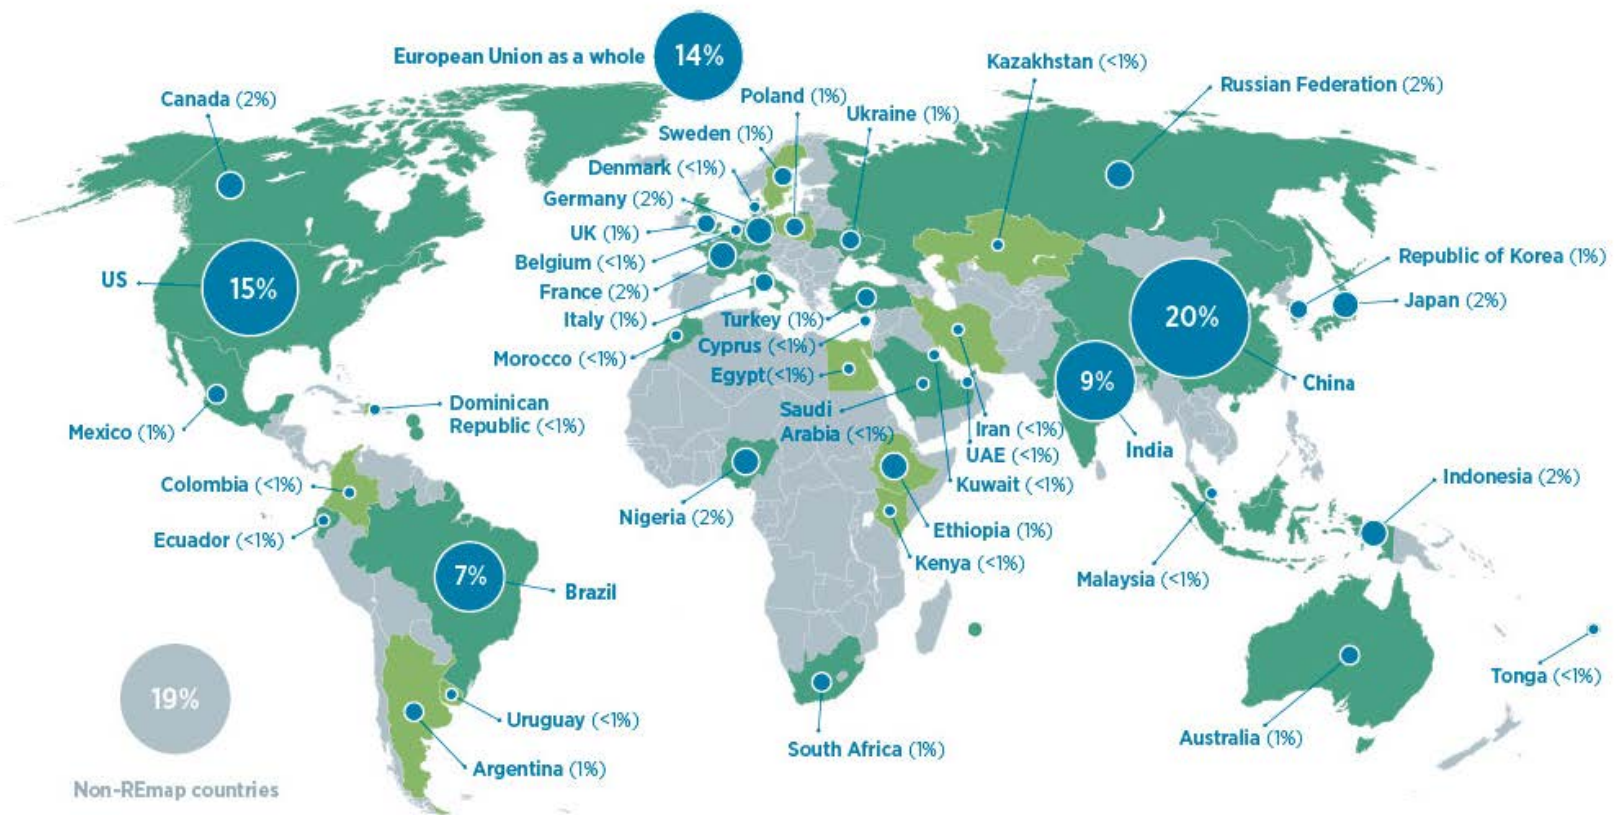 European Union as a whole
14%
Kazakhstan (<1%)
Russian Federation (2%)
Canada (2%)
Poland (1%)
Ukraine (1%)
Sweden (1%)
Denmark (<1%)
Germany (2%)
UK (1%)
Belgium (<1%)
France (2%)
Italy (1%)
Turkey (1%)
Cyprus (<1%)
Morocco (<1%)
Egypt(<1%)
US
15%
Republic of Korea (1%)
Japan (2%)
20%
China
9%
India
Saudi
Arabia (<1%)
Iran (<1%)
UAE (<1%)
Kuwait (<1%)
Dominican
Republic (<1%)
Mexico (1%)
Colombia (<1%)
Ecuador (<1%)
Nigeria (2%)
Ethiopia (1%)
Kenya (<1%)
Indonesia (2%)
Malaysia (<1%)
7%
Brazil
Tonga (<1%)
Australia (1%)
South Africa (1%)
Uruguay (<1%)
Argentina (1%)
19%
Non-REmap countries